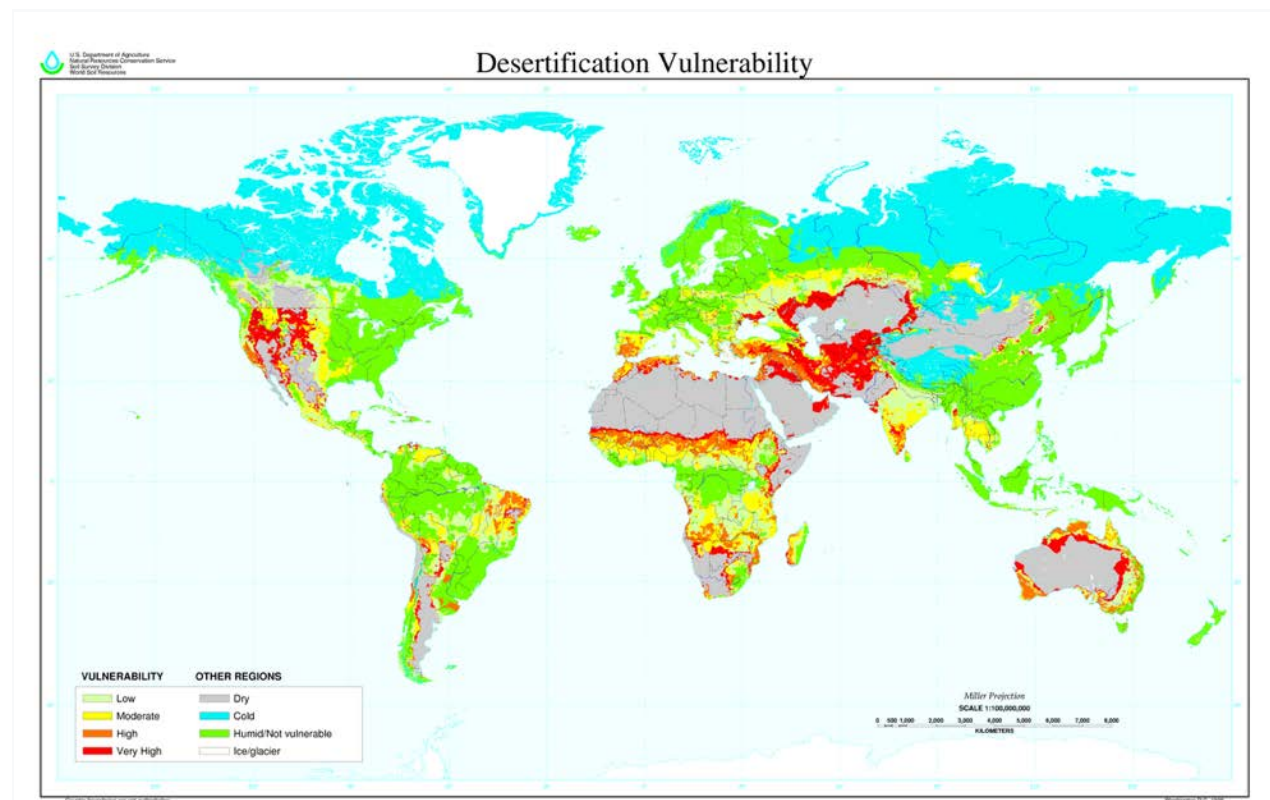 U.S. Department of Agriculture
Natural Resources Conservation Service
Soil Survey Division
World Soil Resources
Desertification Vulnerability
VULNERABILITY
Low
Moderate
High
Very High
OTHER REGIONS
Dry
Cold
Humid/Not vulnerable
Ice/glacier
Miller Projection
SCALE 1:100,000,000
0 500 1,000 2,000 3,000 4,000 5,000 6,000 7,000 8,000
KILOMETERS